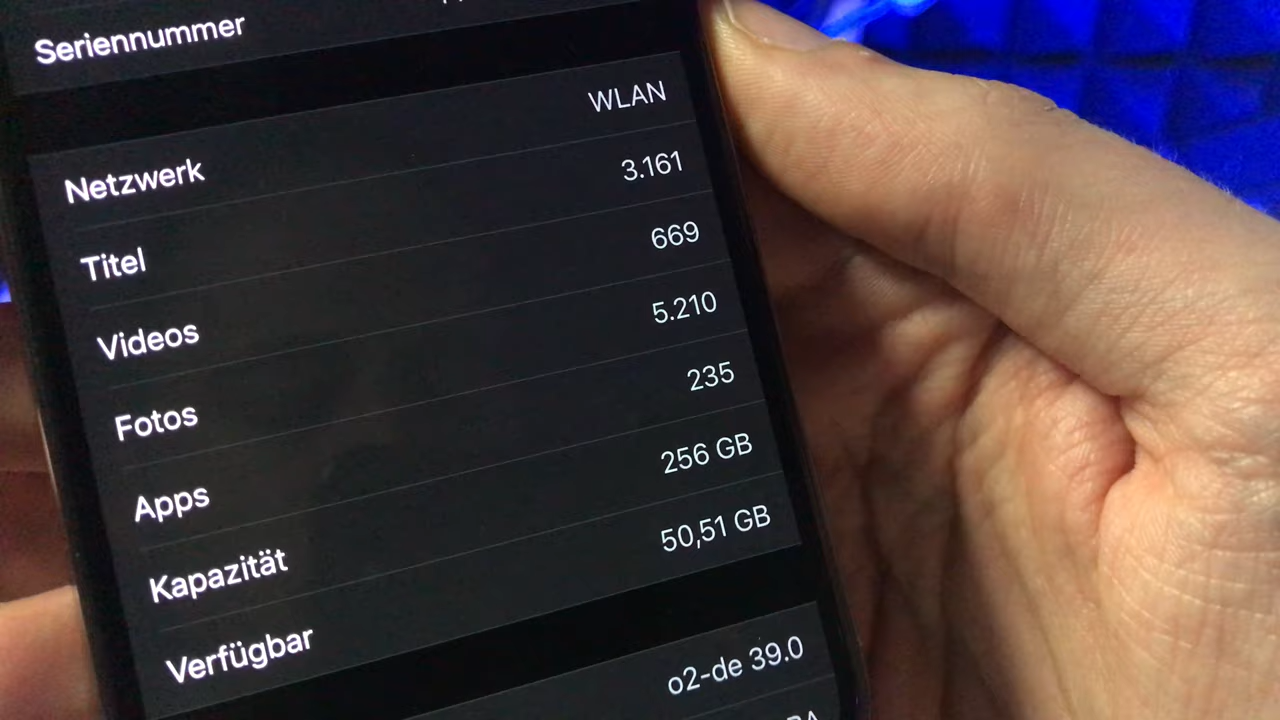 Seriennummer
Netzwerk WLAN
Titel 3.161
Videos 669
Fotos 5.210
Apps 235
Kapazität 256 GB
Verfügbar 50,51 GB
o2-de 39.0